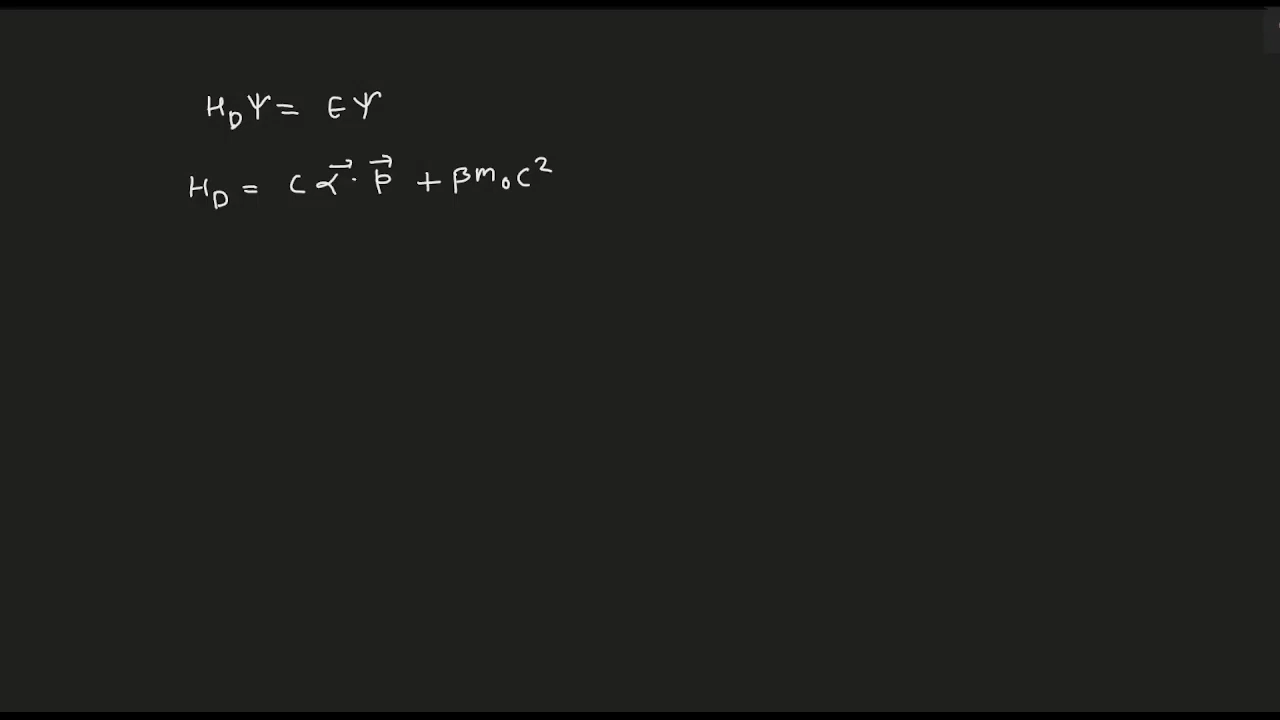 H_D Ψ = E Ψ
H_D = c α⃗ · p⃗ + β m₀ c²